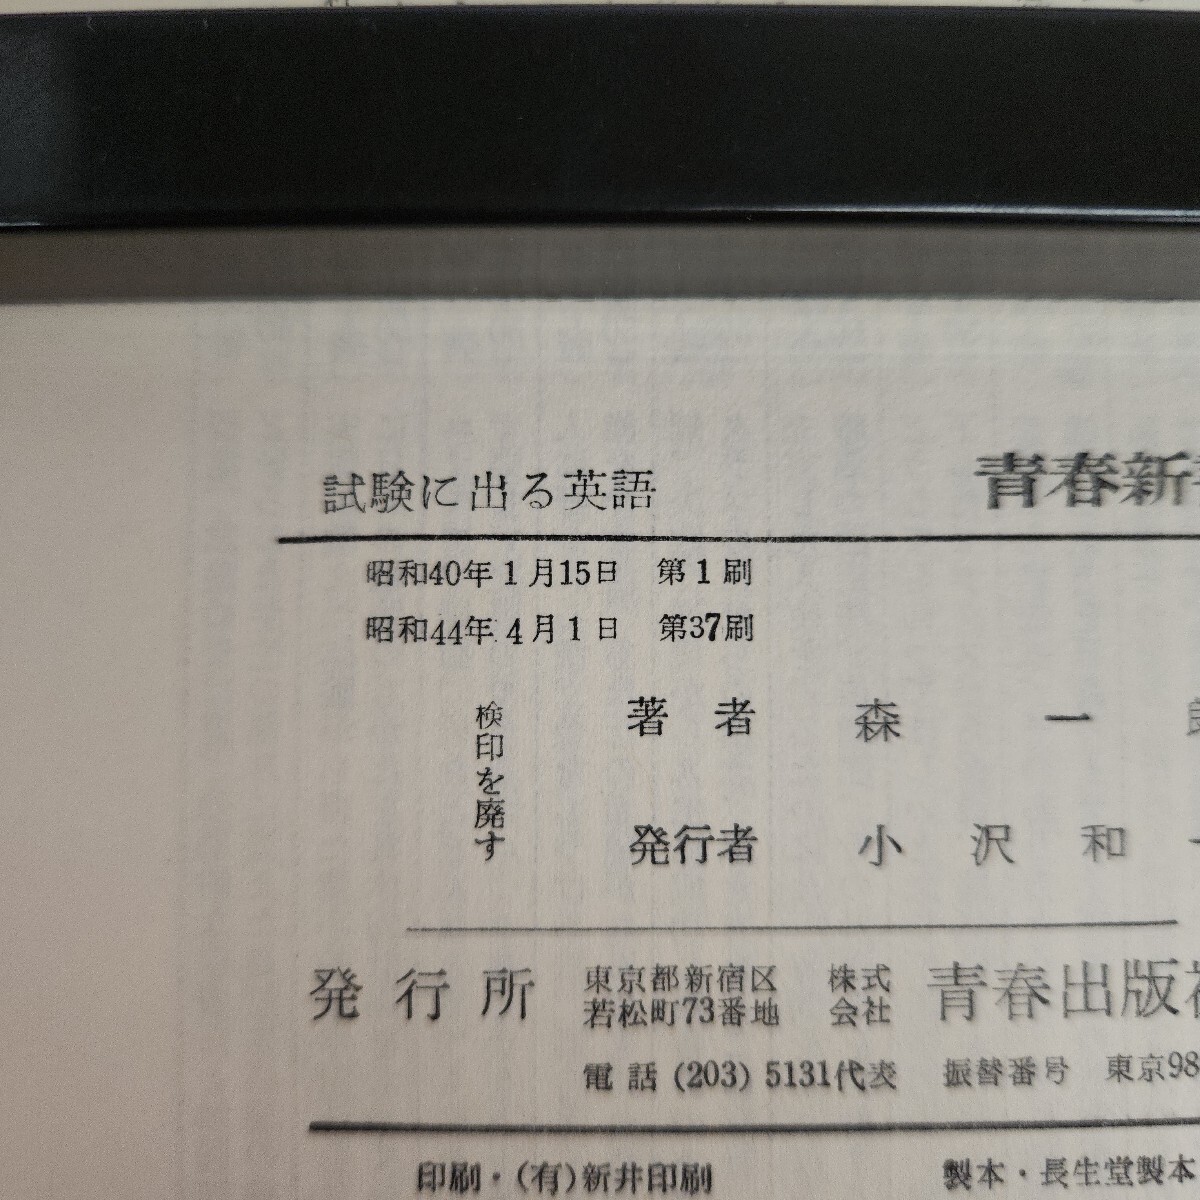 試験に出る英語 青春新
昭和40年1月15日 第1刷
昭和44年4月1日 第37刷
検印を廃す
著者 森 一
発行者 小沢和
発行所 東京都新宿区若松町73番地 株式会社 青春出版社
電話 (203) 5131代表 振替番号 東京98
印刷・(有)新井印刷 製本・長生堂製本